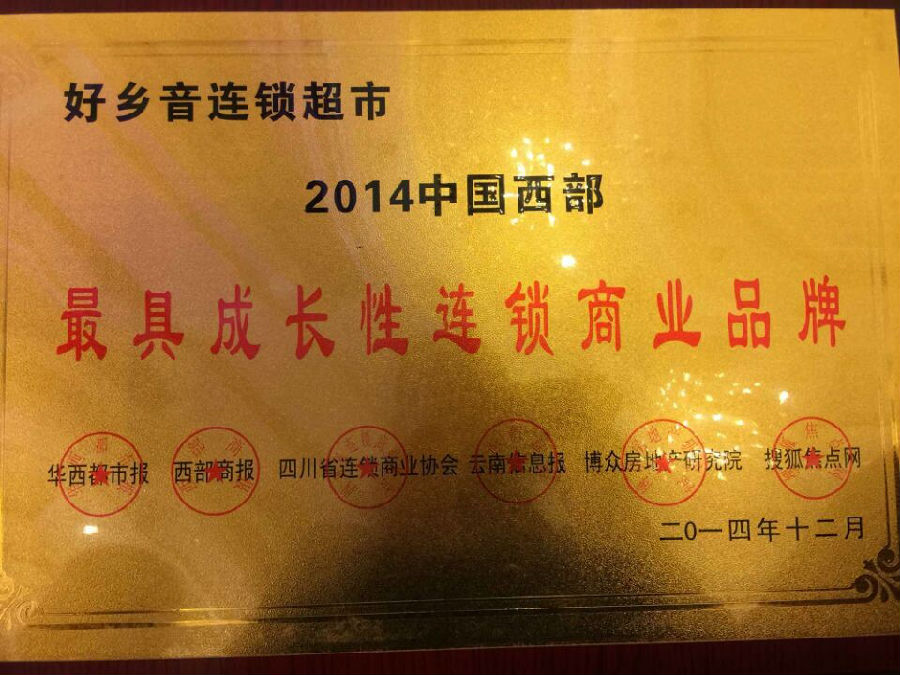 好乡音连锁超市
2014中国西部
最具成长性连锁商业品牌
华西都市报 西部商报 四川省连锁商业协会 云南信息报 博众房地产研究院 搜狐焦点网
二0一四年十二月